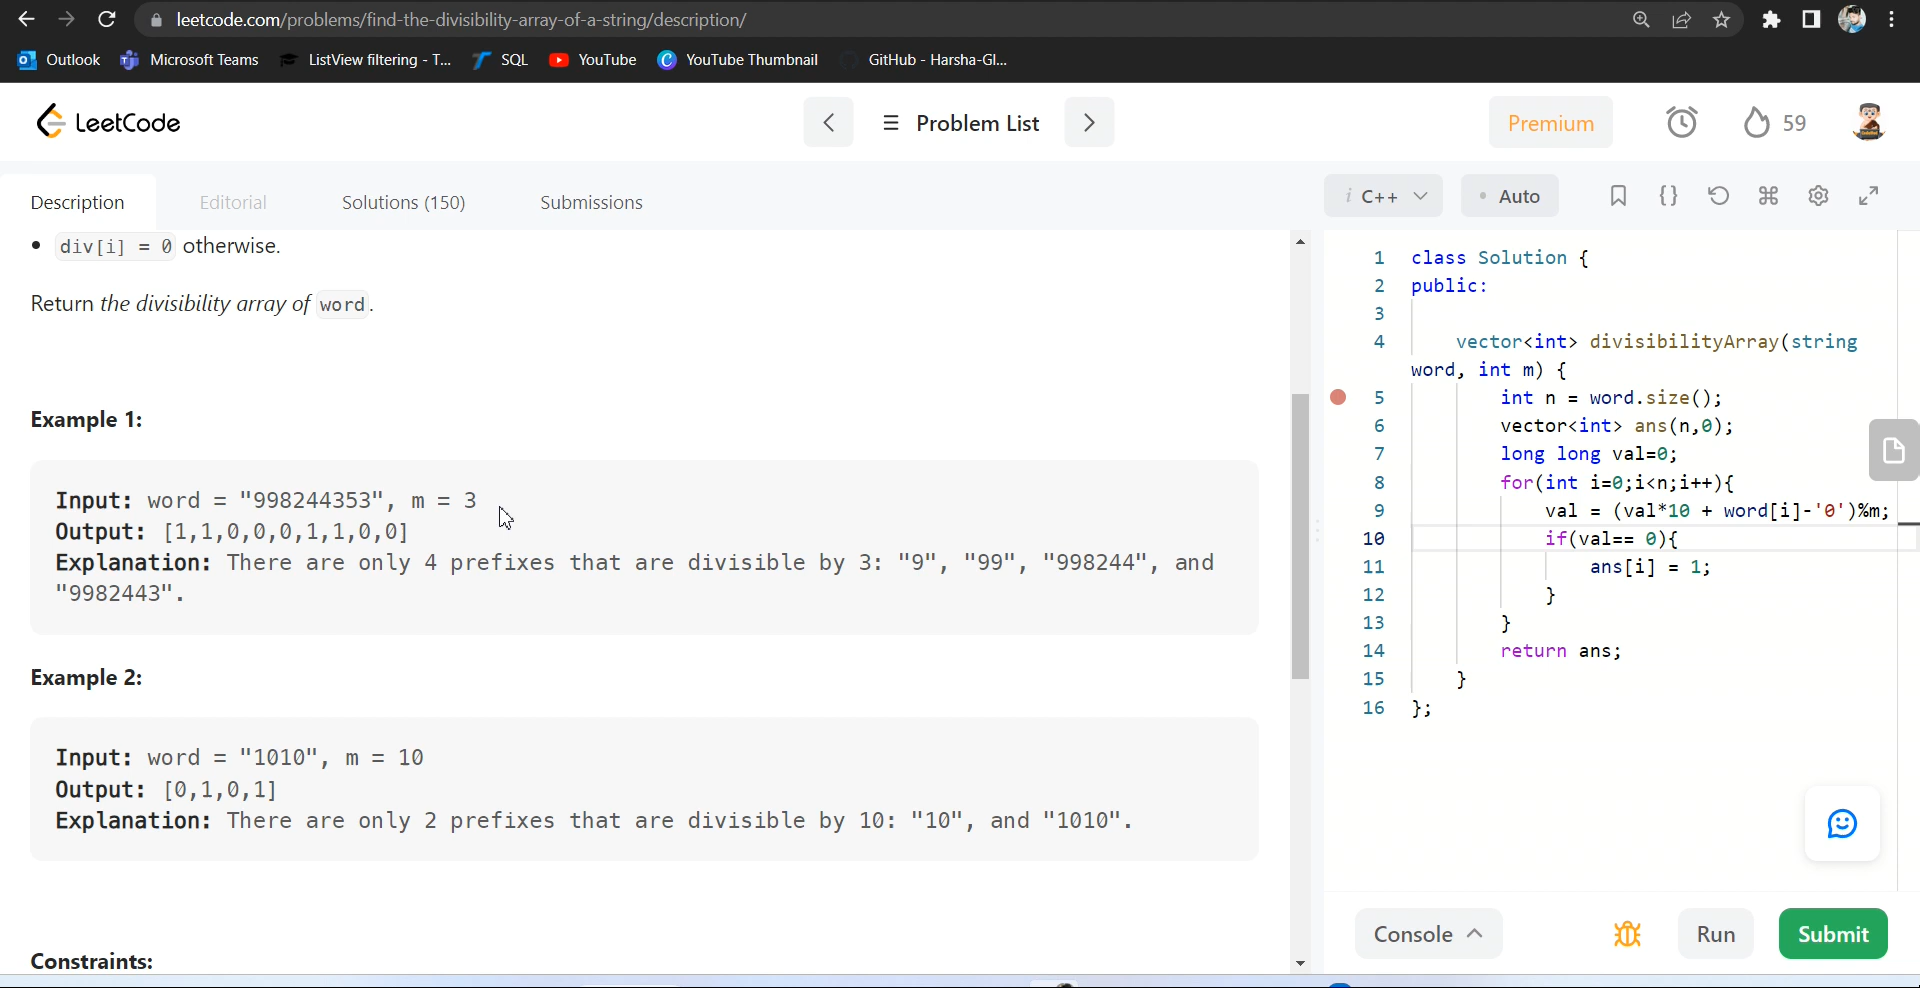 leetcode.com/problems/find-the-divisibility-array-of-a-string/description/
Outlook Microsoft Teams ListView filtering - T... SQL YouTube YouTube Thumbnail GitHub - Harsha-Gl...
LeetCode Problem List Premium 59
Description Editorial Solutions (150) Submissions
i C++ Auto
div[i] = 0 otherwise.
Return the divisibility array of word.
Example 1:
Input: word = "998244353", m = 3
Output: [1,1,0,0,0,1,1,0,0]
Explanation: There are only 4 prefixes that are divisible by 3: "9", "99", "998244", and
"9982443".
Example 2:
Input: word = "1010", m = 10
Output: [0,1,0,1]
Explanation: There are only 2 prefixes that are divisible by 10: "10", and "1010".
Constraints:
1 class Solution {
2 public:
3
4 vector<int> divisibilityArray(string
word, int m) {
5 int n = word.size();
6 vector<int> ans(n,0);
7 long long val=0;
8 for(int i=0;i<n;i++){
9 val = (val*10 + word[i]-'0')%m;
10 if(val== 0){
11 ans[i] = 1;
12 }
13 }
14 return ans;
15 }
16 };
Console Run Submit